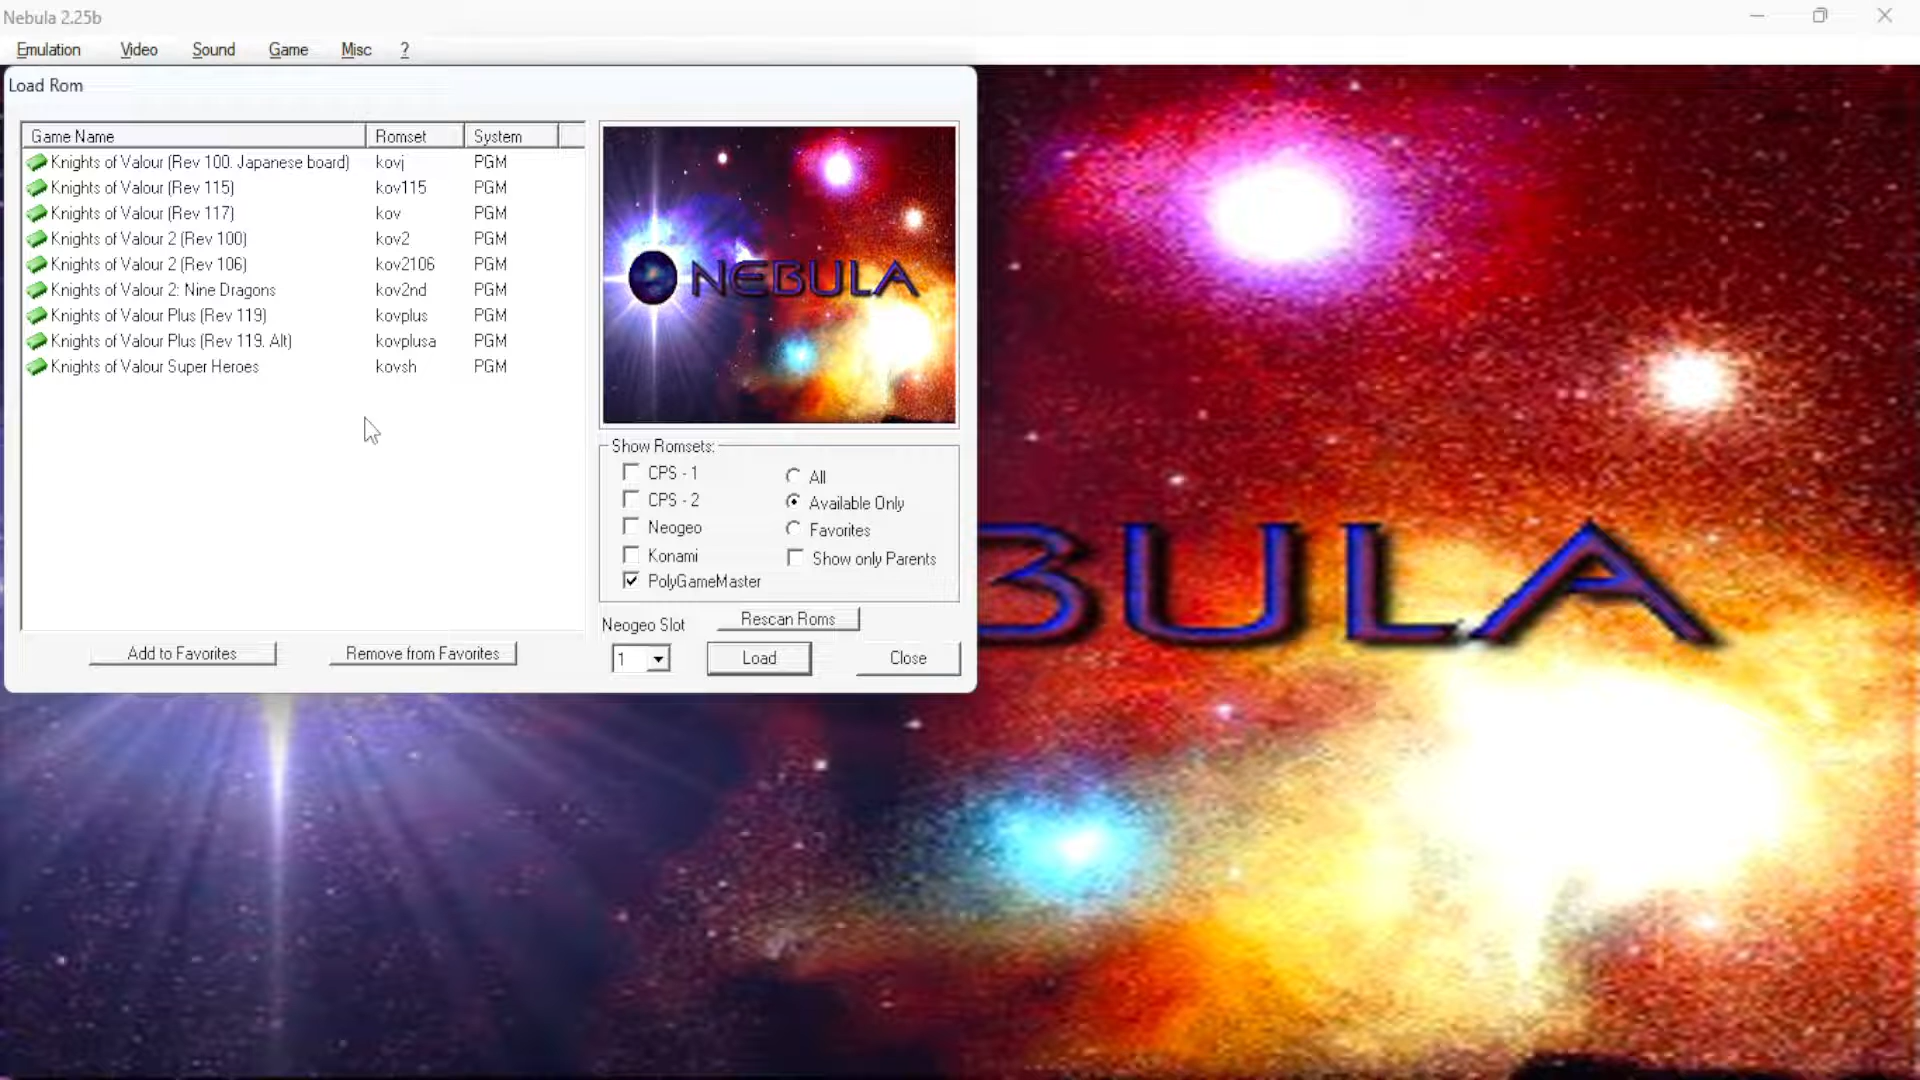 Nebula 2.25b
Emulation Video Sound Game Misc ?
Load Rom
Game Name Romset System
Knights of Valour (Rev 100. Japanese board) kovj PGM
Knights of Valour (Rev 115) kov115 PGM
Knights of Valour (Rev 117) kov PGM
Knights of Valour 2 (Rev 100) kov2 PGM
Knights of Valour 2 (Rev 106) kov2106 PGM
Knights of Valour 2: Nine Dragons kov2nd PGM
Knights of Valour Plus (Rev 119) kovplus PGM
Knights of Valour Plus (Rev 119. Alt) kovplusa PGM
Knights of Valour Super Heroes kovsh PGM
Add to Favorites Remove from Favorites
NEBULA
Show Romsets:
CPS - 1
CPS - 2
Neogeo
Konami
PolyGameMaster
All
Available Only
Favorites
Show only Parents
Neogeo Slot
1
Rescan Roms
Load Close
BULA